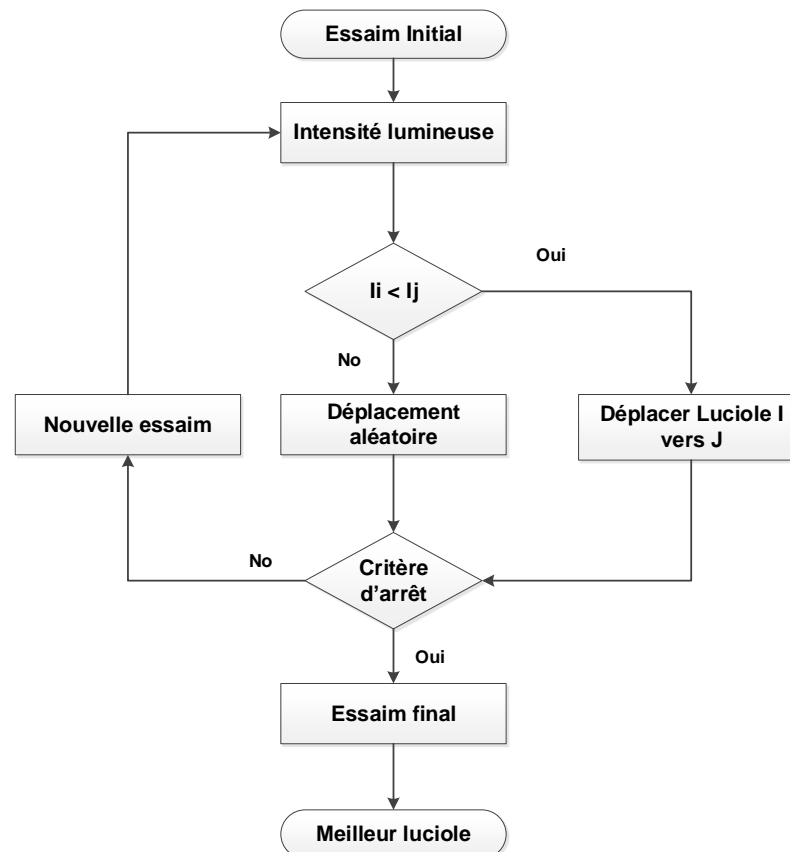 Essaim Initial
Intensité lumineuse
Oui
Ii < Ij
No
Nouvelle essaim
Déplacement
aléatoire
Déplacer Luciole I
vers J
No
Critère
d'arrêt
Oui
Essaim final
Meilleur luciole